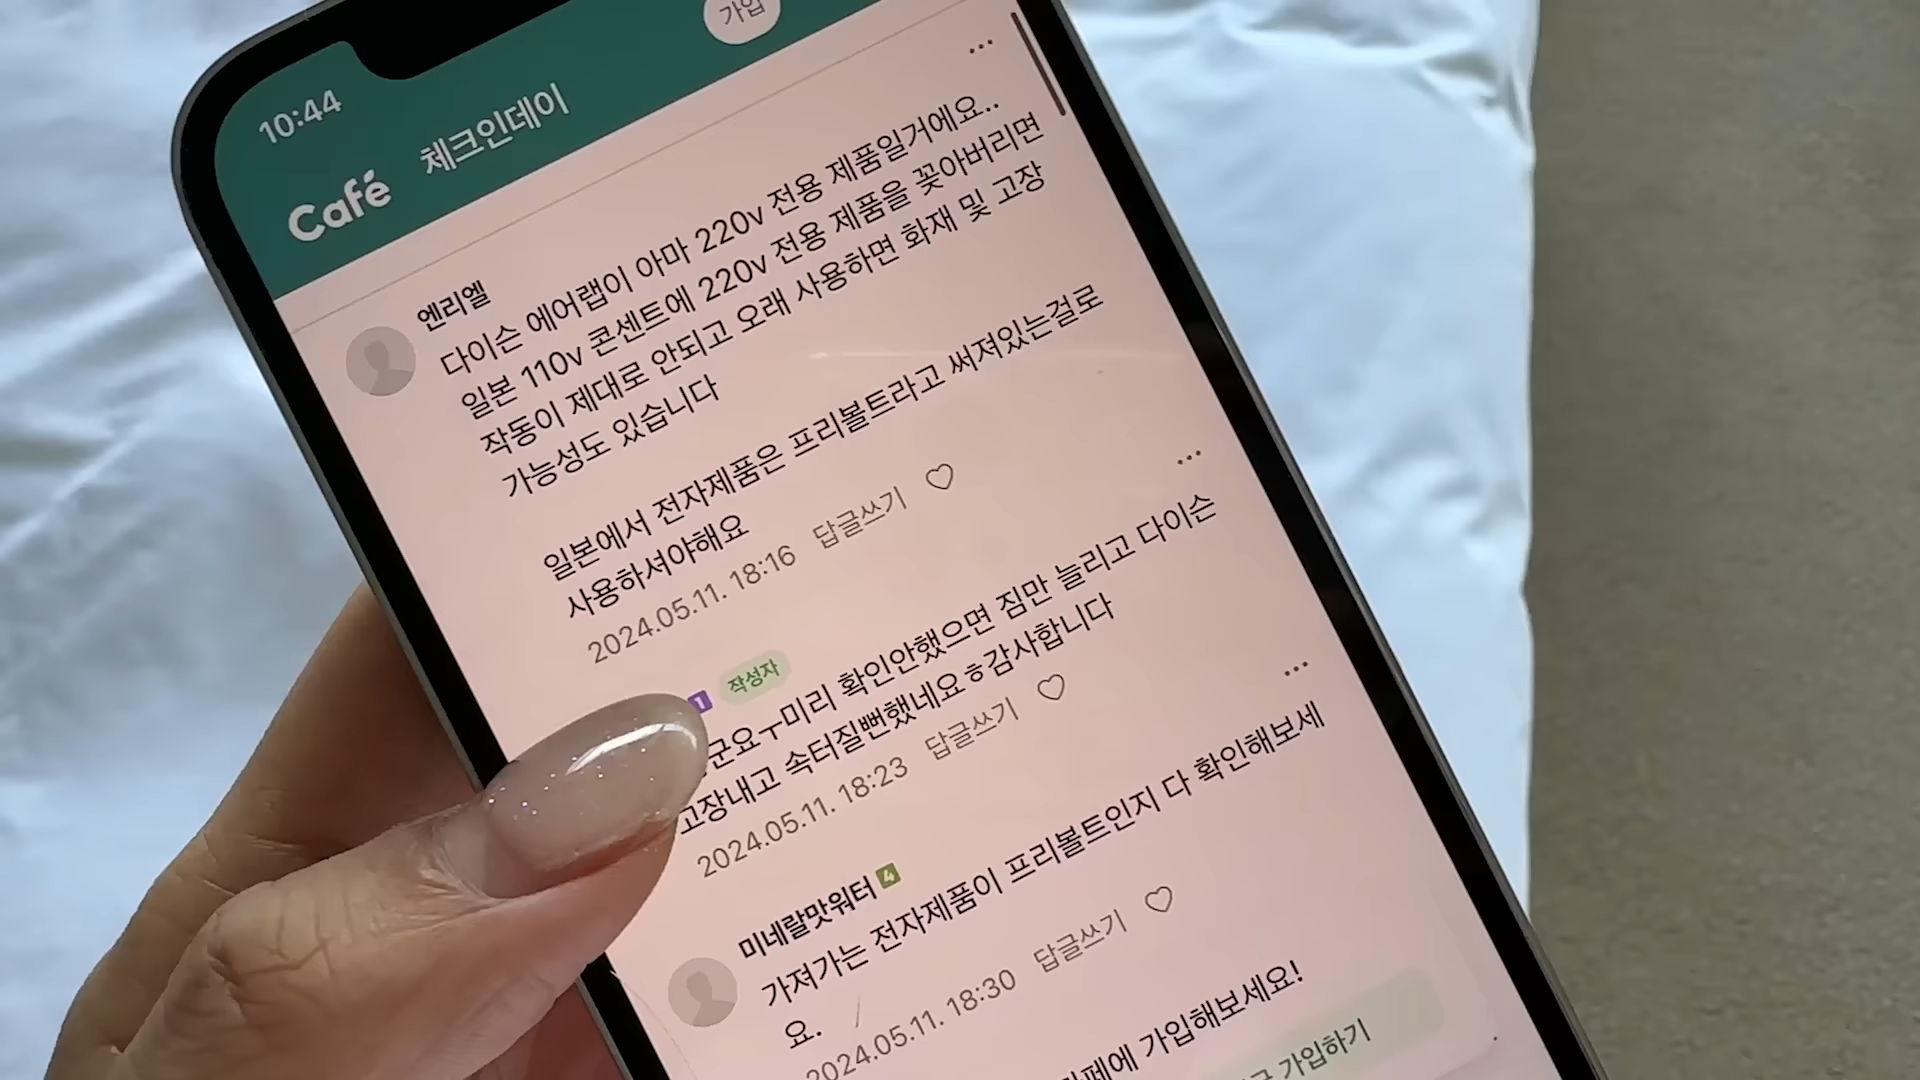 가입
10:44
Café 체크인데이
엔리엘
다이슨 에어랩이 아마 220v 전용 제품일거에요..
일본 110v 콘센트에 220v 전용 제품을 꽂아버리면
작동이 제대로 안되고 오래 사용하면 화재 및 고장
가능성도 있습니다
일본에서 전자제품은 프리볼트라고 써져있는걸로
사용하셔야해요
2024.05.11. 18:16 답글쓰기
1 작성자
군요ㅜ미리 확인안했으면 짐만 늘리고 다이슨
고장내고 속터질뻔했네요ㅎ감사합니다
2024.05.11. 18:23 답글쓰기
미네랄맛워터 4
가져가는 전자제품이 프리볼트인지 다 확인해보세
요.
2024.05.11. 18:30 답글쓰기
가입해보세요!
가입하기